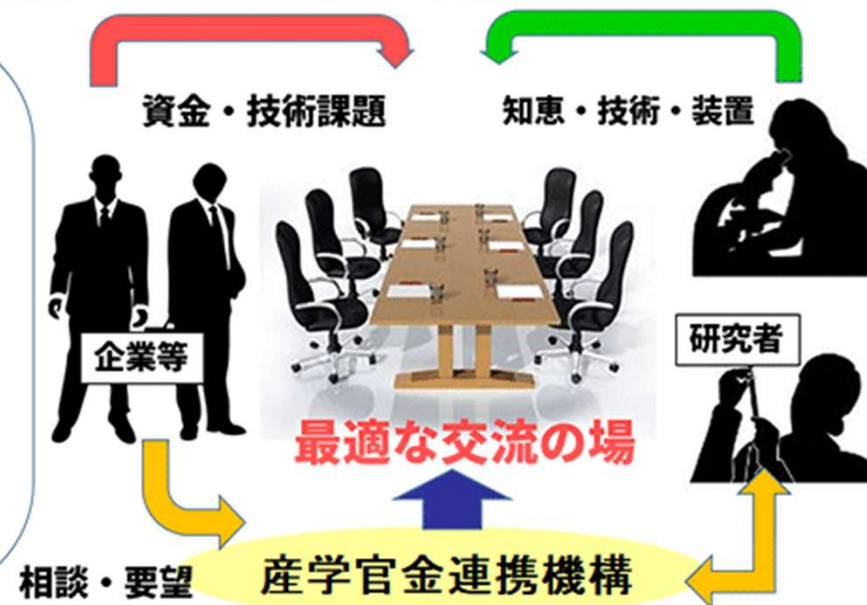 資金・技術課題
知恵・技術・装置
企業等
研究者
最適な交流の場
相談・要望
産学官金連携機構